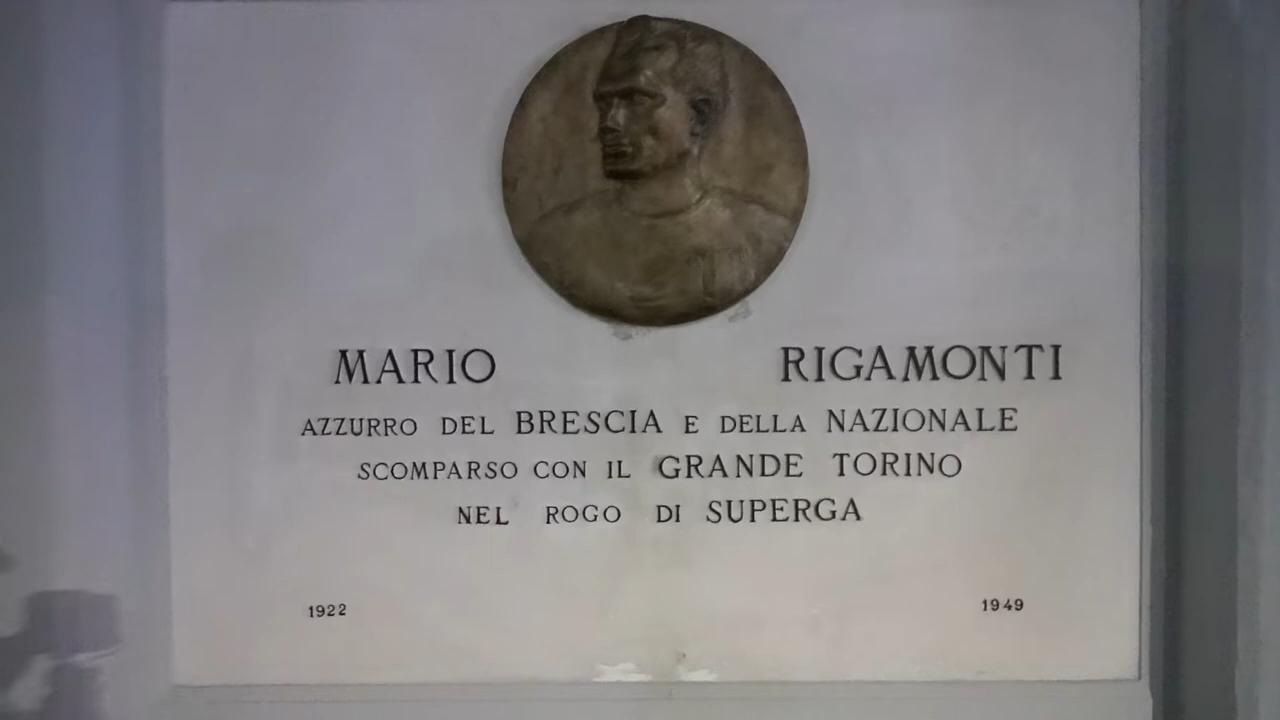 MARIO RIGAMONTI
AZZURRO DEL BRESCIA E DELLA NAZIONALE
SCOMPARSO CON IL GRANDE TORINO
NEL ROGO DI SUPERGA
1922 1949